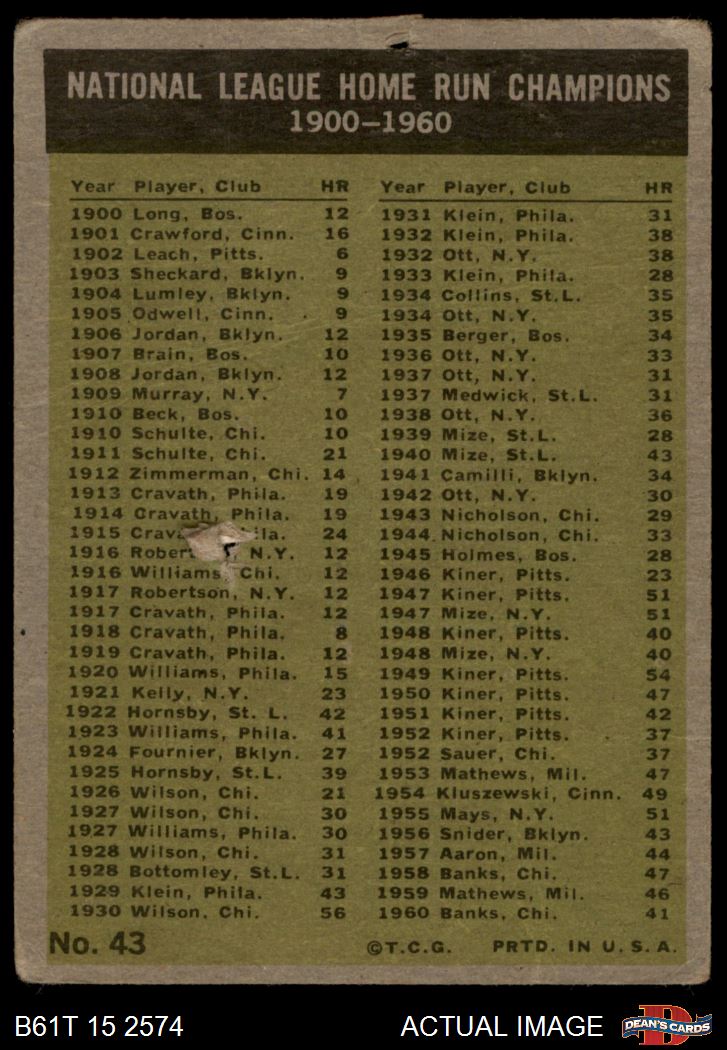 NATIONAL LEAGUE HOME RUN CHAMPIONS
1900-1960
Year Player, Club HR
1900 Long, Bos. 12
1901 Crawford, Cinn. 16
1902 Leach, Pitts. 6
1903 Sheckard, Bklyn. 9
1904 Lumley, Bklyn. 9
1905 Odwell, Cinn. 9
1906 Jordan, Bklyn. 12
1907 Brain, Bos. 10
1908 Jordan, Bklyn. 12
1909 Murray, N.Y. 7
1910 Beck, Bos. 10
1910 Schulte, Chi. 10
1911 Schulte, Chi. 21
1912 Zimmerman, Chi. 14
1913 Cravath, Phila. 19
1914 Cravath, Phila. 19
1915 24
1916 N.Y. 12
1916 Williams, Chi. 12
1917 Robertson, N.Y. 12
1917 Cravath, Phila. 12
1918 Cravath, Phila. 8
1919 Cravath, Phila. 12
1920 Williams, Phila. 15
1921 Kelly, N.Y. 23
1922 Hornsby, St. L. 42
1923 Williams, Phila. 41
1924 Fournier, Bklyn. 27
1925 Hornsby, St.L. 39
1926 Wilson, Chi. 21
1927 Wilson, Chi. 30
1927 Williams, Phila. 30
1928 Wilson, Chi. 31
1928 Bottomley, St.L. 31
1929 Klein, Phila. 43
1930 Wilson, Chi. 56
Year Player, Club HR
1931 Klein, Phila. 31
1932 Klein, Phila. 38
1932 Ott, N.Y. 38
1933 Klein, Phila. 28
1934 Collins, St.L. 35
1934 Ott, N.Y. 35
1935 Berger, Bos. 34
1936 Ott, N.Y. 33
1937 Ott, N.Y. 31
1937 Medwick, St.L. 31
1938 Ott, N.Y. 36
1939 Mize, St.L. 28
1940 Mize, St.L. 43
1941 Camilli, Bklyn. 34
1942 Ott, N.Y. 30
1943 Nicholson, Chi. 29
1944 Nicholson, Chi. 33
1945 Holmes, Bos. 28
1946 Kiner, Pitts. 23
1947 Kiner, Pitts. 51
1947 Mize, N.Y. 51
1948 Kiner, Pitts. 40
1948 Mize, N.Y. 40
1949 Kiner, Pitts. 54
1950 Kiner, Pitts. 47
1951 Kiner, Pitts. 42
1952 Kiner, Pitts. 37
1952 Sauer, Chi. 37
1953 Mathews, Mil. 47
1954 Kluszewski, Cinn. 49
1955 Mays, N.Y. 51
1956 Snider, Bklyn. 43
1957 Aaron, Mil. 44
1958 Banks, Chi. 47
1959 Mathews, Mil. 46
1960 Banks, Chi. 41
No. 43
©T.C.G. PRTD. IN U.S.A.
B61T 15 2574 ACTUAL IMAGE
D
DEAN'S CARDS